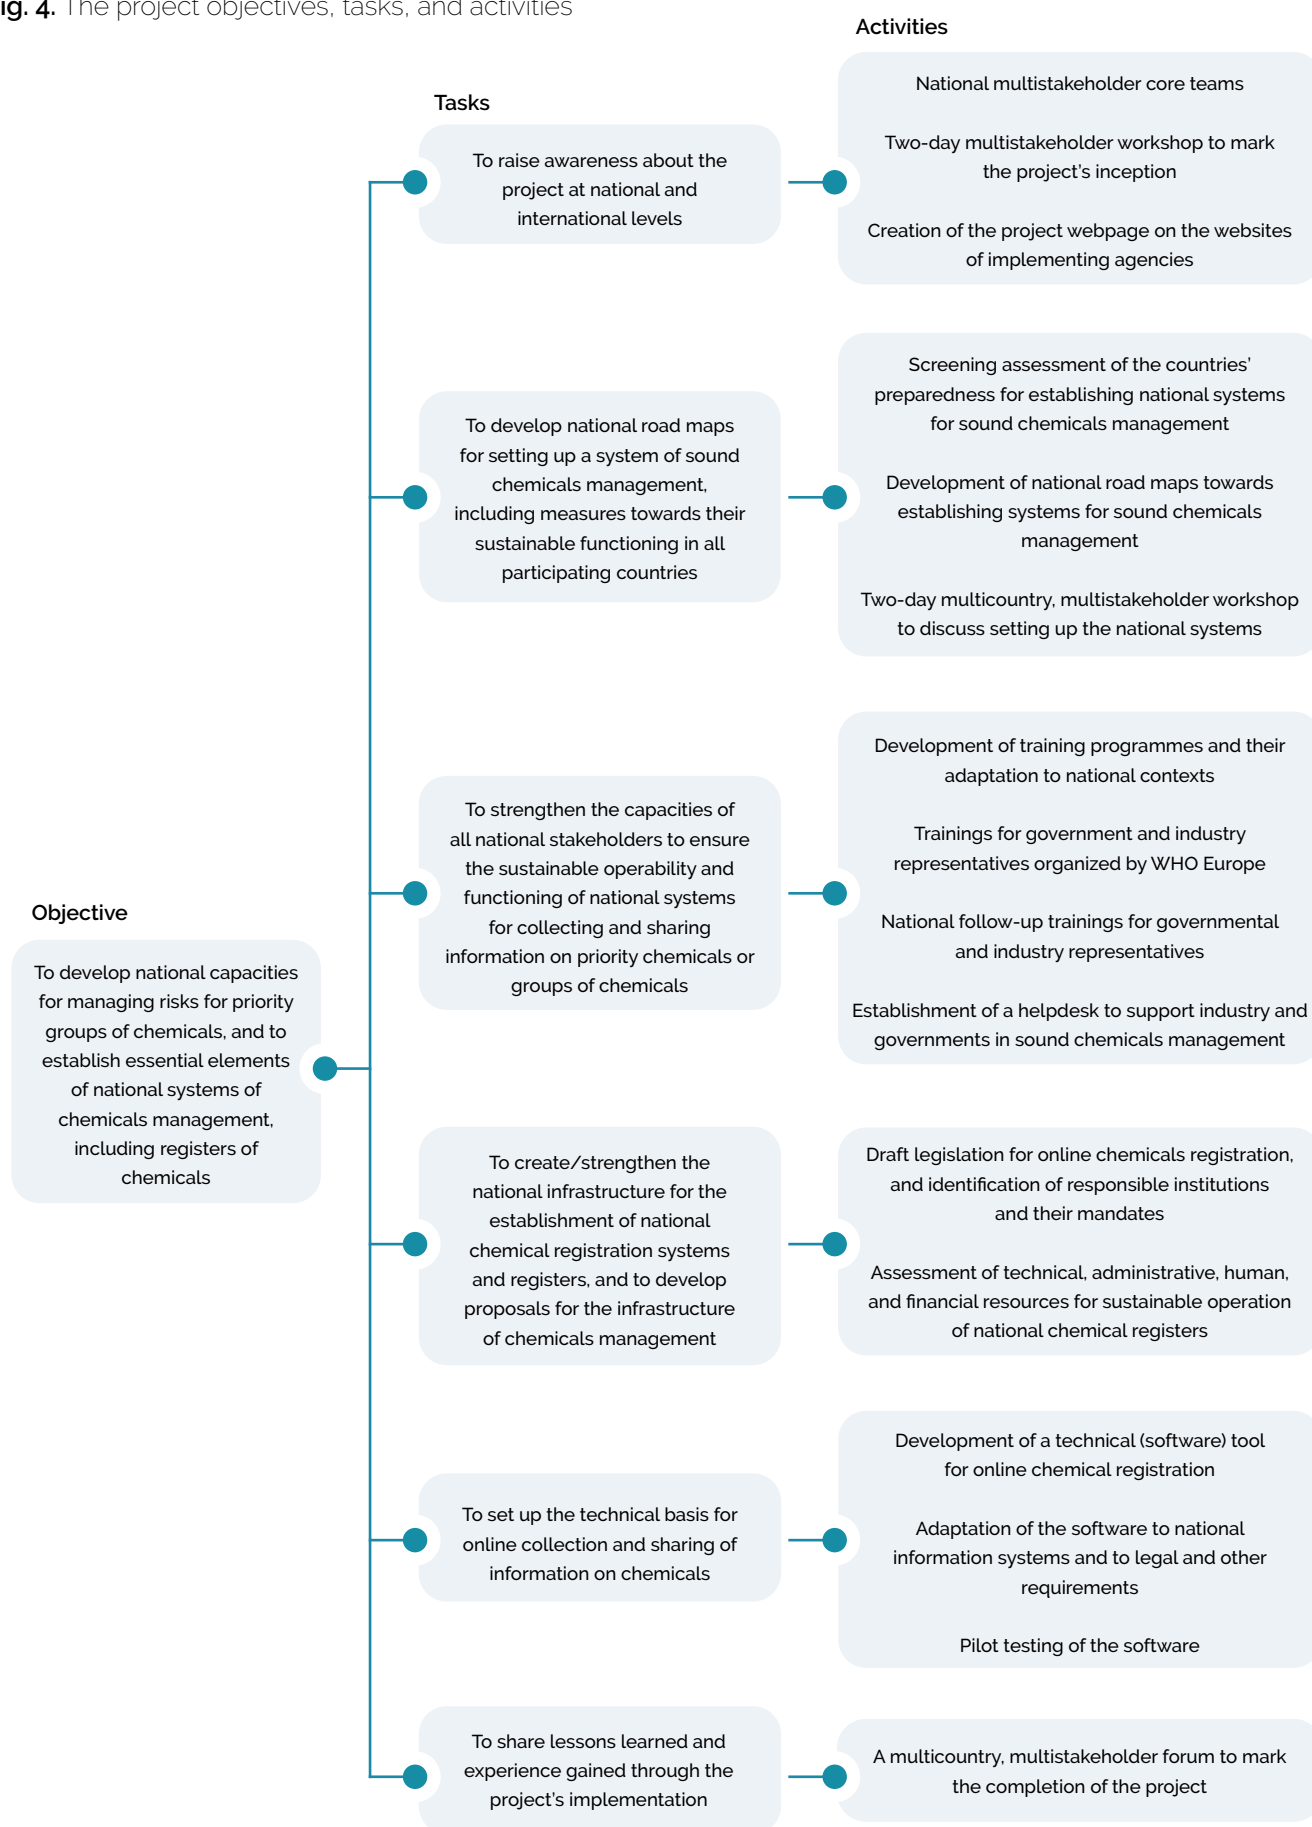 ig. 4. The project objectives, tasks, and activities
Activities
National multistakeholder core teams
Two-day multistakeholder workshop to mark
the project's inception
Creation of the project webpage on the websites
of implementing agencies
Tasks
To raise awareness about the
project at national and
international levels
Screening assessment of the countries'
preparedness for establishing national systems
for sound chemicals management
Development of national road maps towards
establishing systems for sound chemicals
management
Two-day multicountry, multistakeholder workshop
to discuss setting up the national systems
To develop national road maps
for setting up a system of sound
chemicals management,
including measures towards their
sustainable functioning in all
participating countries
Development of training programmes and their
adaptation to national contexts
Trainings for government and industry
representatives organized by WHO Europe
National follow-up trainings for governmental
and industry representatives
Establishment of a helpdesk to support industry and
governments in sound chemicals management
To strengthen the capacities of
all national stakeholders to ensure
the sustainable operability and
functioning of national systems
for collecting and sharing
information on priority chemicals or
groups of chemicals
Objective
To develop national capacities
for managing risks for priority
groups of chemicals, and to
establish essential elements
of national systems of
chemicals management,
including registers of
chemicals
To create/strengthen the
national infrastructure for the
establishment of national
chemical registration systems
and registers, and to develop
proposals for the infrastructure
of chemicals management
Draft legislation for online chemicals registration,
and identification of responsible institutions
and their mandates
Assessment of technical, administrative, human,
and financial resources for sustainable operation
of national chemical registers
To set up the technical basis for
online collection and sharing of
information on chemicals
Development of a technical (software) tool
for online chemical registration
Adaptation of the software to national
information systems and to legal and other
requirements
Pilot testing of the software
To share lessons learned and
experience gained through the
project's implementation
A multicountry, multistakeholder forum to mark
the completion of the project